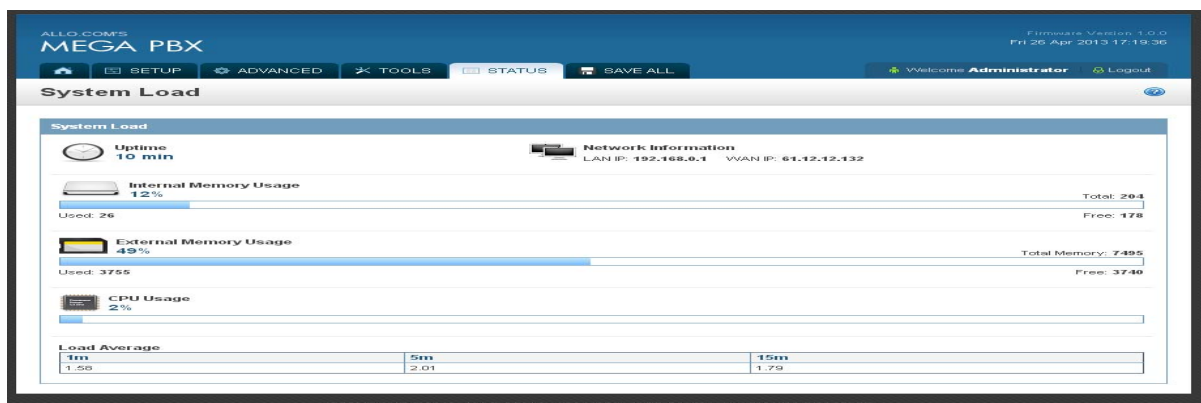 ALLO.COM'S
MEGA PBX
Firmware Version 1.0.0
Fri 26 Apr 2013 17:19:36
SETUP ADVANCED TOOLS STATUS SAVE ALL Welcome Administrator Logout
System Load
System Load
Uptime
10 min
Network Information
LAN IP: 192.168.0.1 WAN IP: 61.12.12.132
Internal Memory Usage
12%
Total: 204
Used: 26 Free: 178
External Memory Usage
49%
Total Memory: 7495
Used: 3755 Free: 3740
CPU Usage
2%
Load Average
1m 5m 15m
1.58 2.01 1.79